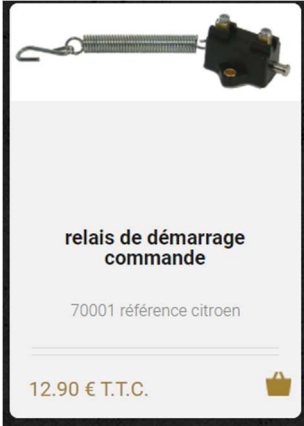 relais de démarrage
commande
70001 référence citroen
12.90 € T.T.C.